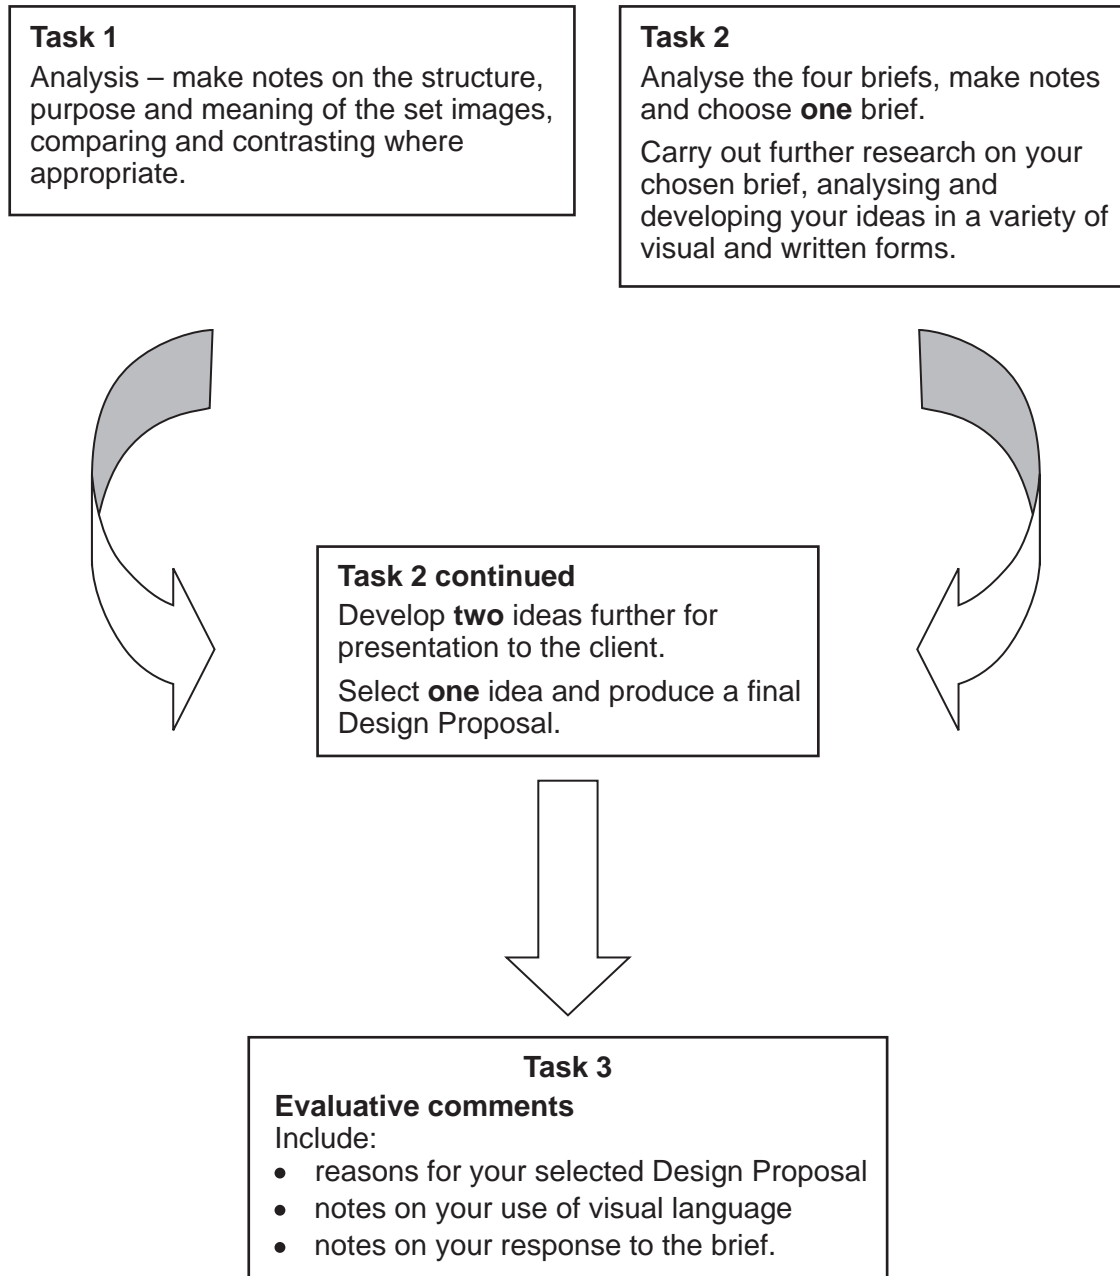 Task 1
Analysis – make notes on the structure,
purpose and meaning of the set images,
comparing and contrasting where
appropriate.
Task 2
Analyse the four briefs, make notes
and choose one brief.
Carry out further research on your
chosen brief, analysing and
developing your ideas in a variety of
visual and written forms.
Task 2 continued
Develop two ideas further for
presentation to the client.
Select one idea and produce a final
Design Proposal.
Task 3
Evaluative comments
Include:
• reasons for your selected Design Proposal
• notes on your use of visual language
• notes on your response to the brief.